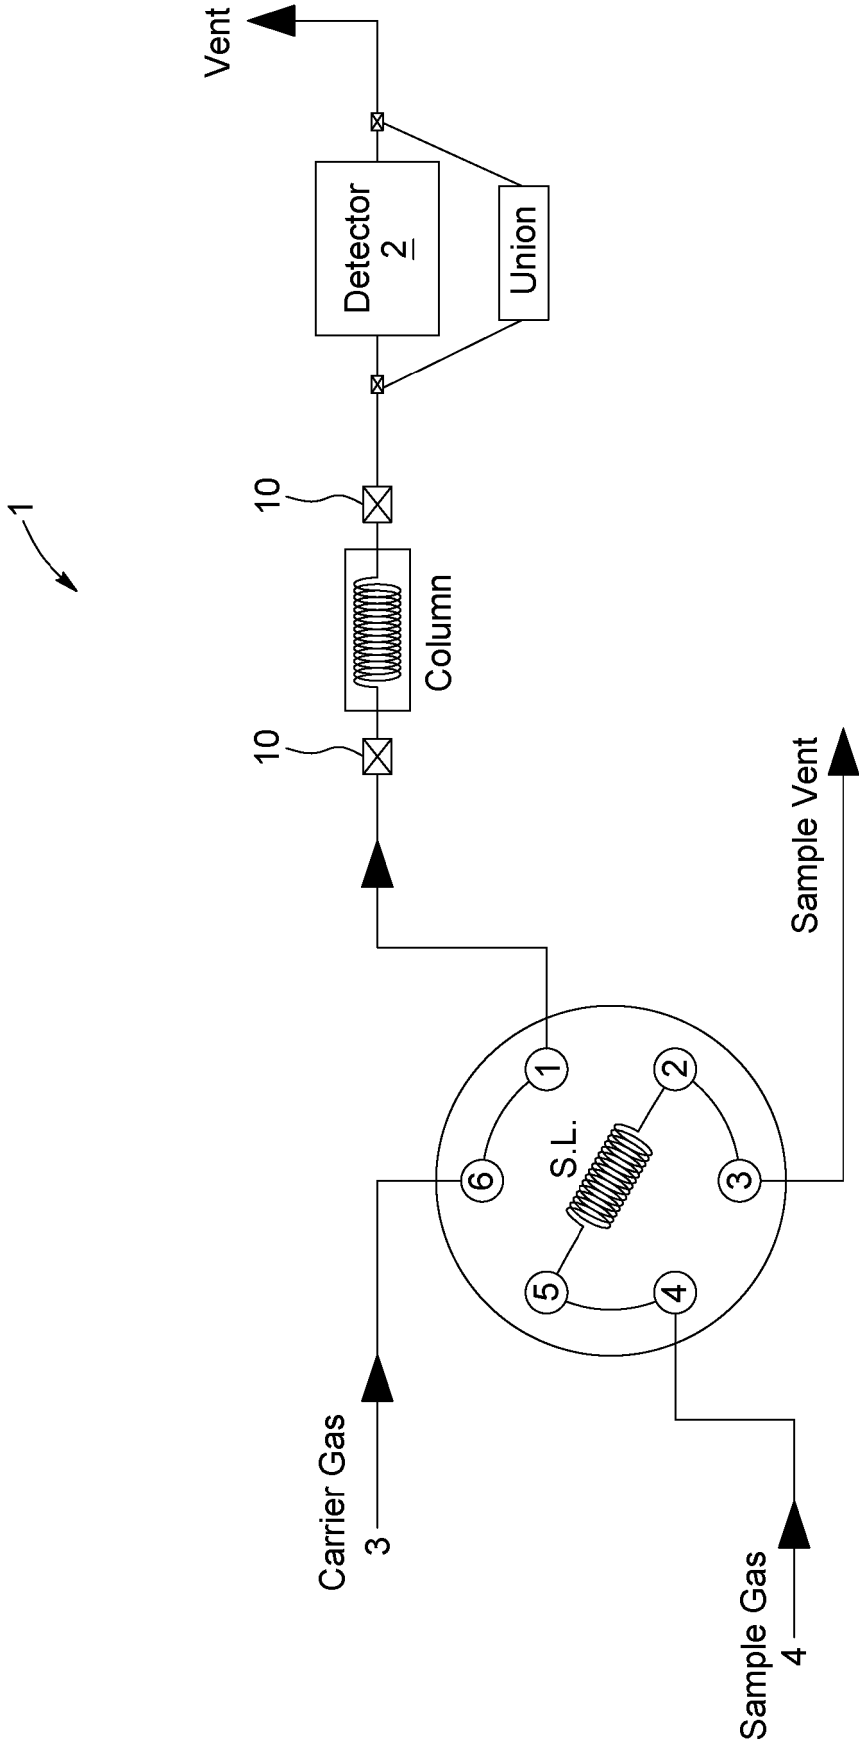 1
Vent
Detector
2
Union
10
10
Column
Carrier Gas
3
6
1
S.L.
5
2
4
3
Sample Gas
4
Sample Vent